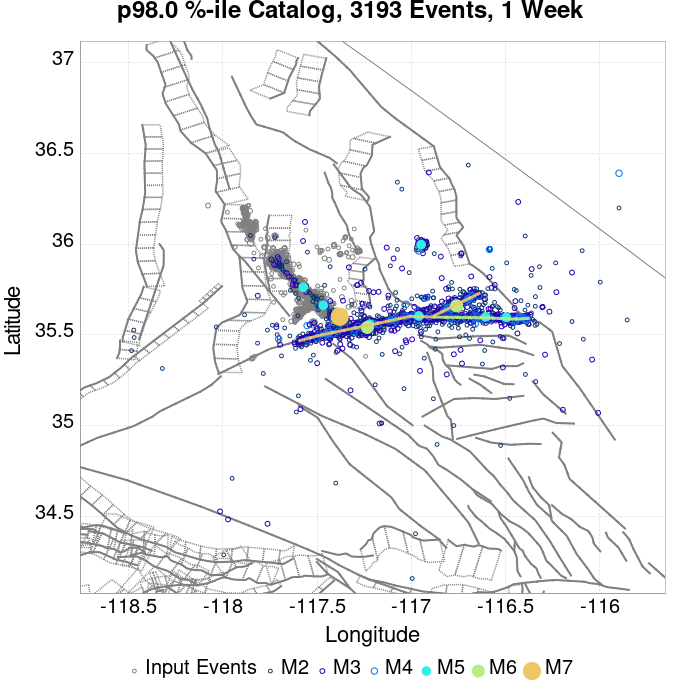 p98.0 %-ile Catalog, 3193 Events, 1 Week
37
36.5
36
35.5
35
34.5
Latitude
-118.5 -118 -117.5 -117 -116.5 -116
Longitude
Input Events M2 M3 M4 M5 M6 M7